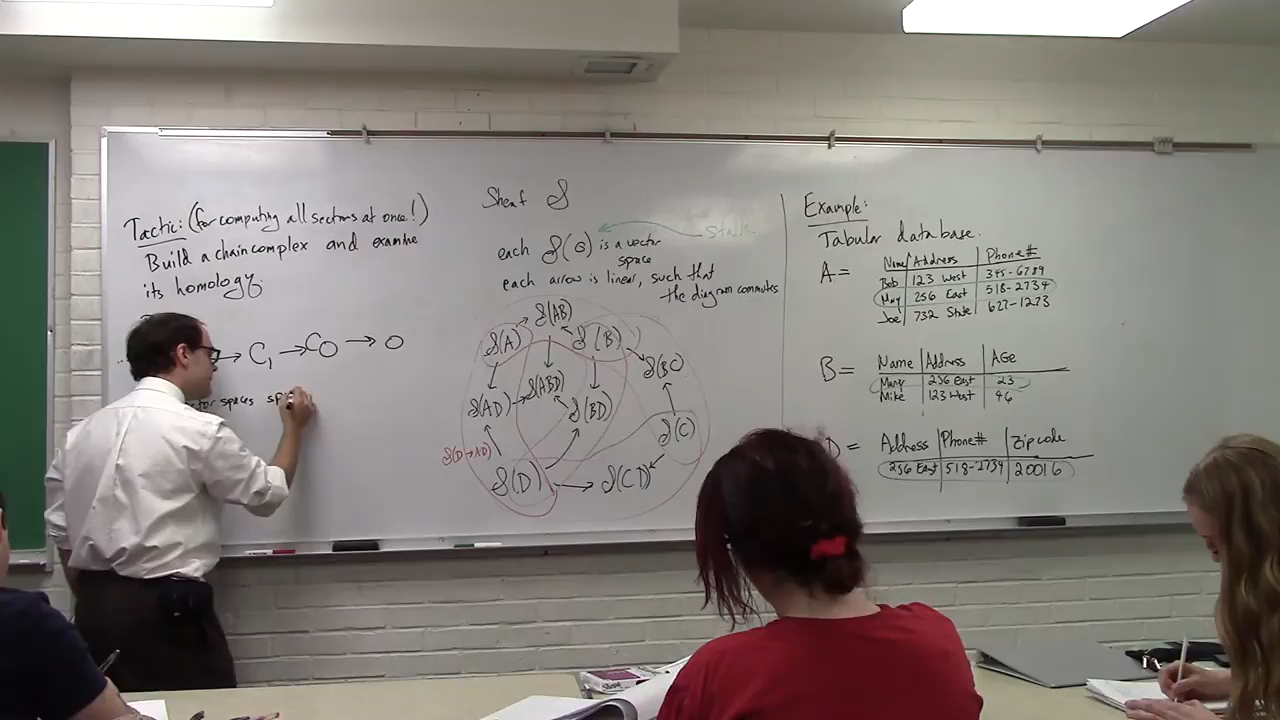 Tactic: (for computing all sections at once!)
Build a chain complex and examine
its homology.
→ C₁ → C₀ → 0
tor spaces sp
Sheaf 𝒮
each 𝒮(σ) is a vector
space
stalk
each arrow is linear, such that
the diagram commutes
𝒮(AB)
𝒮(A) 𝒮(B)
𝒮(BC)
𝒮(ABD)
𝒮(AD) 𝒮(BD)
𝒮(C)
𝒮(D→AD)
𝒮(D) → 𝒮(CD)
Example:
Tabular database.
A = Name Address Phone#
Bob 123 West 345-6789
Mary 256 East 518-2734
Joe 732 State 627-1273
B = Name Address AGe
Mary 256 East 23
Mike 123 West 46
D = Address Phone# Zipcode
256 East 518-2734 20016